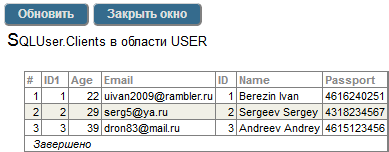 Обновить Закрыть окно
SQLUser.Clients в области USER
# ID1 Age Email ID Name Passport
1 1 22 uivan2009@rambler.ru 1 Berezin Ivan 4616240251
2 2 29 serg5@ya.ru 2 Sergeev Sergey 4318234567
3 3 39 dron83@mail.ru 3 Andreev Andrey 4615123456
Завершено